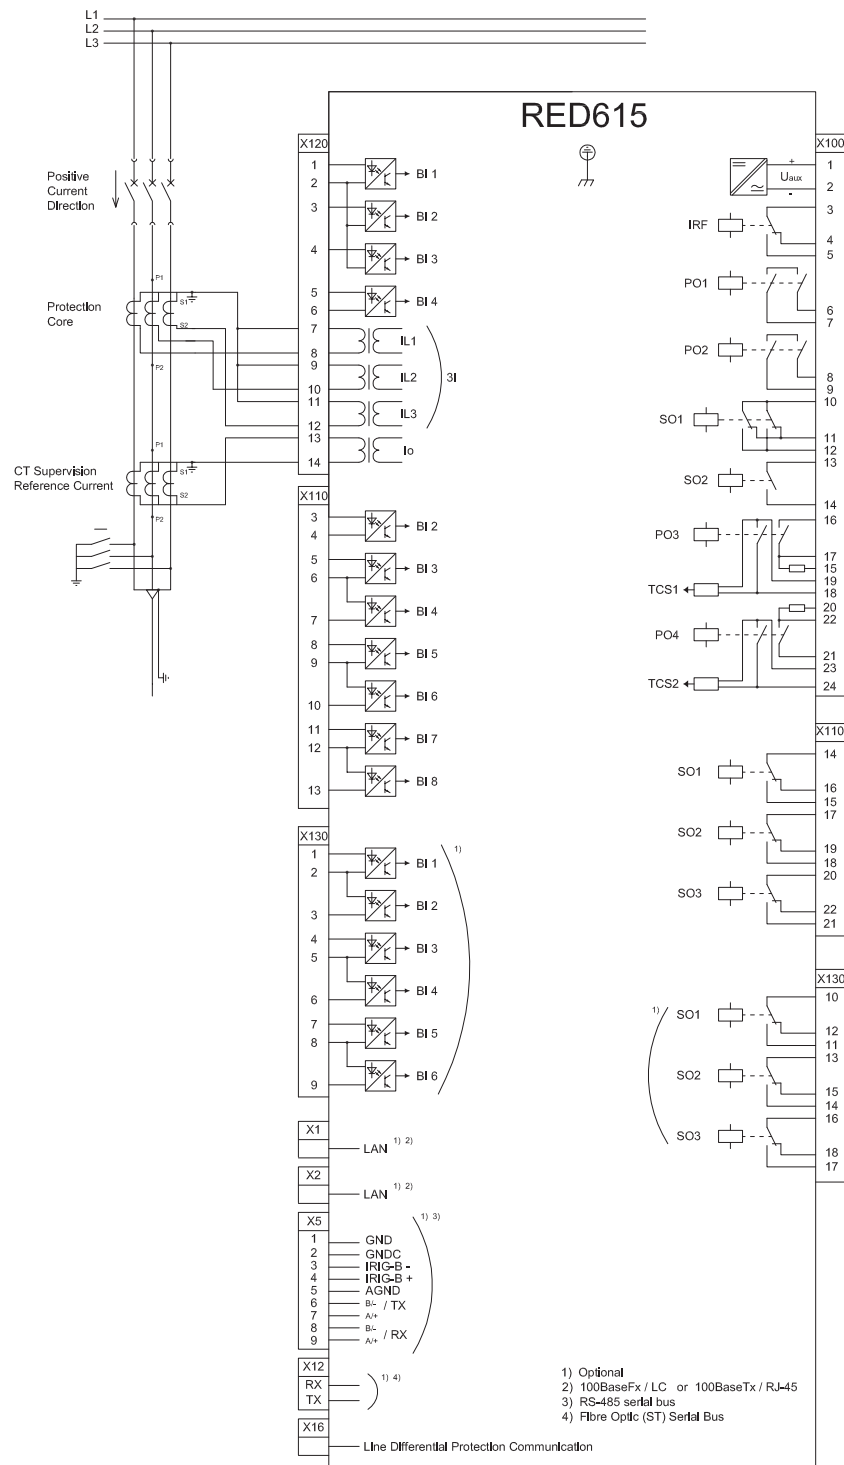 L1
L2
L3
RED615
Positive
Current
Direction
P1
S1
S2
Protection
Core
P2
P1
CT Supervision
Reference Current
S1
S2
P2
X120
1
2
3
4
5
6
7
8
9
10
11
12
13
14
BI 1
BI 2
BI 3
BI 4
IL1
IL2
IL3
3I
Io
X110
3
4
5
6
7
8
9
10
11
12
13
BI 2
BI 3
BI 4
BI 5
BI 6
BI 7
BI 8
X130
1
2
3
4
5
6
7
8
9
BI 1
BI 2
BI 3
BI 4
BI 5
BI 6
1)
X1
LAN 1) 2)
X2
LAN 1) 2)
X5
1 GND
2 GNDC
3 IRIG-B -
4 IRIG-B +
5 AGND
6 B/- / TX
7 A/+
8 B/- / RX
9 A/+
1) 3)
X12
RX
TX
1) 4)
X16
Line Differential Protection Communication
X100
Uaux
+
-
1
2
IRF
3
4
5
PO1
6
7
PO2
8
9
SO1
10
11
12
SO2
13
14
PO3
16
17
15
19
18
TCS1
PO4
20
22
21
23
24
TCS2
X110
SO1
14
16
15
SO2
17
19
18
SO3
20
22
21
X130
1)
SO1
10
12
11
SO2
13
15
14
SO3
16
18
17
1) Optional
2) 100BaseFx / LC or 100BaseTx / RJ-45
3) RS-485 serial bus
4) Fibre Optic (ST) Serial Bus